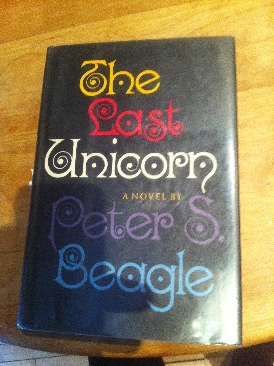 The
Last
Unicorn
A NOVEL BY
Peter S.
Beagle